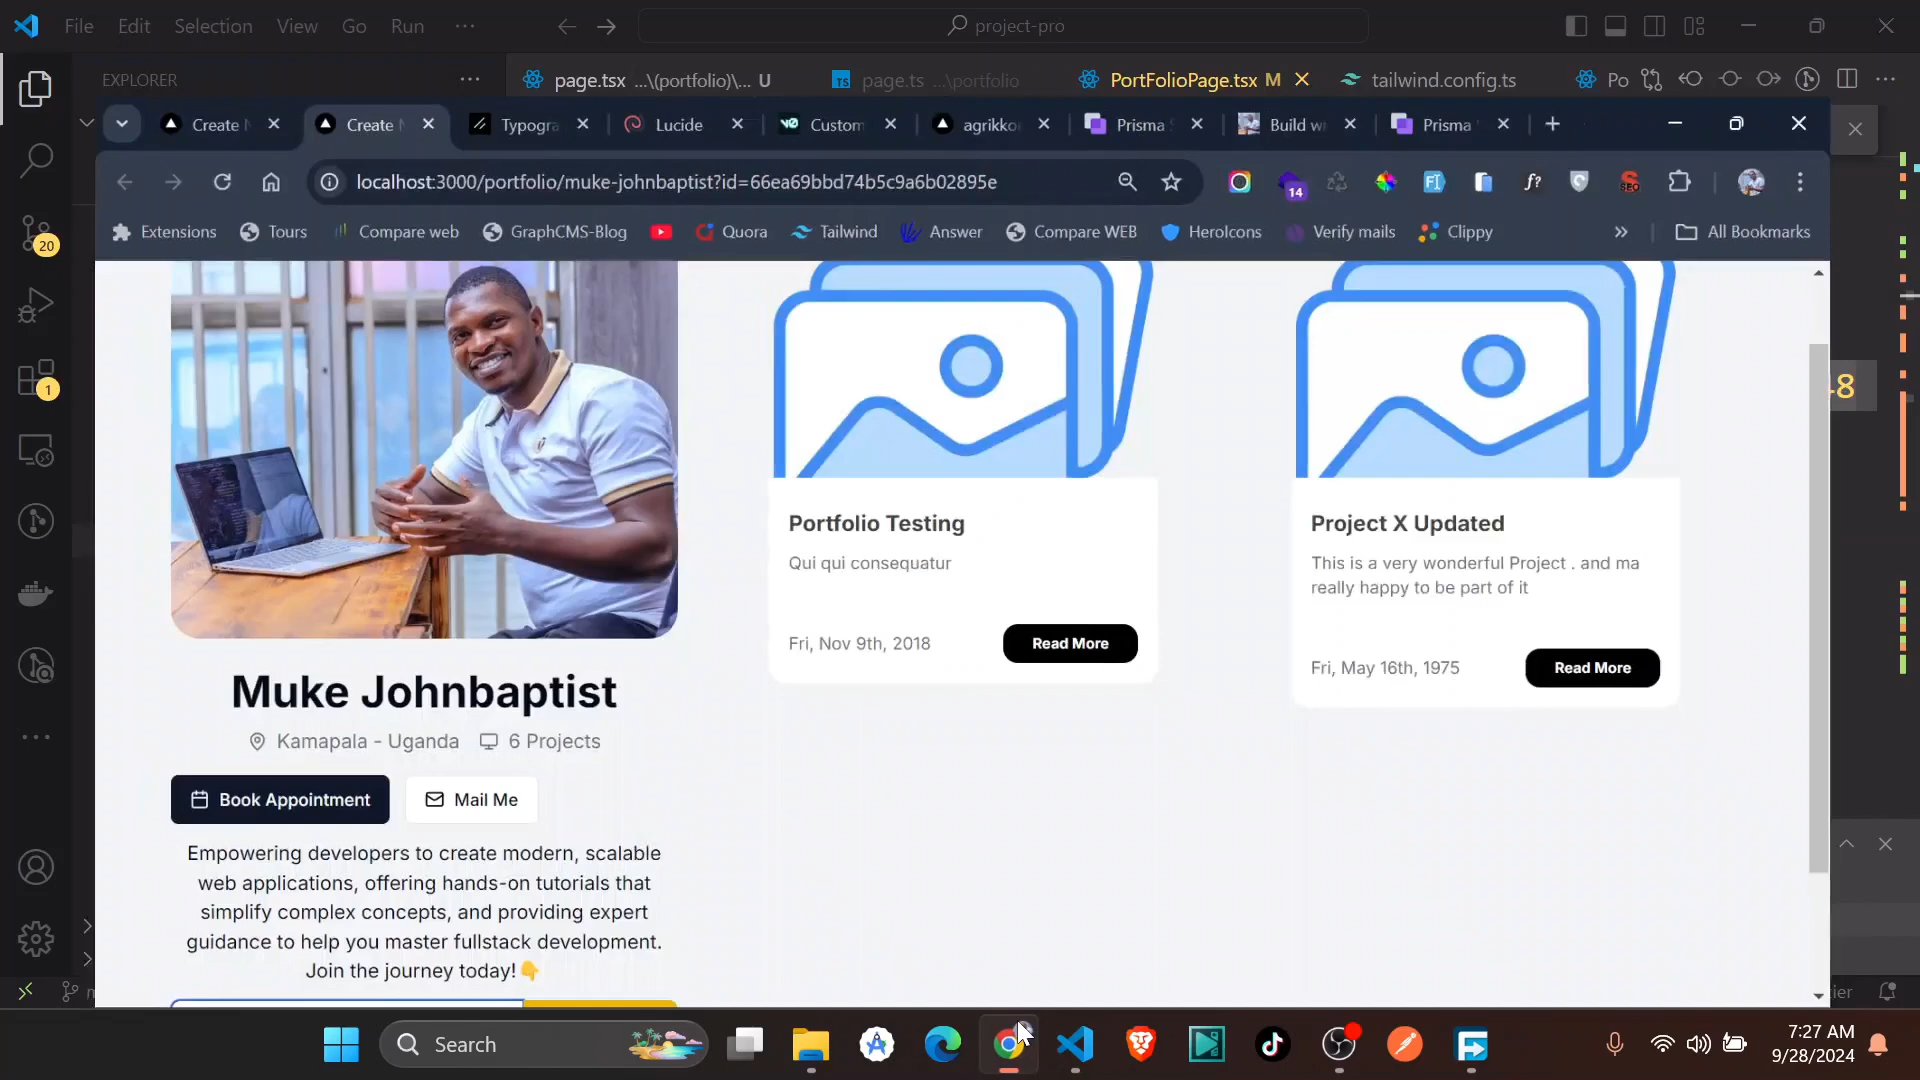 File Edit Selection View Go Run ··· project-pro
EXPLORER ··· page.tsx ...\(portfolio)\... U page.ts ...\portfolio PortFolioPage.tsx M tailwind.config.ts Po
Create Create Typogra Lucide Custom agrikko Prisma Build w Prisma
localhost:3000/portfolio/muke-johnbaptist?id=66ea69bbd74b5c9a6b02895e
14 f? SEO
Extensions Tours Compare web GraphCMS-Blog Quora Tailwind Answer Compare WEB HeroIcons Verify mails Clippy » All Bookmarks
20
1
48
Portfolio Testing
Qui qui consequatur
Fri, Nov 9th, 2018 Read More
Project X Updated
This is a very wonderful Project . and ma
really happy to be part of it
Fri, May 16th, 1975 Read More
Muke Johnbaptist
Kamapala - Uganda 6 Projects
Book Appointment Mail Me
Empowering developers to create modern, scalable
web applications, offering hands-on tutorials that
simplify complex concepts, and providing expert
guidance to help you master fullstack development.
Join the journey today!👇
Search
7:27 AM
9/28/2024